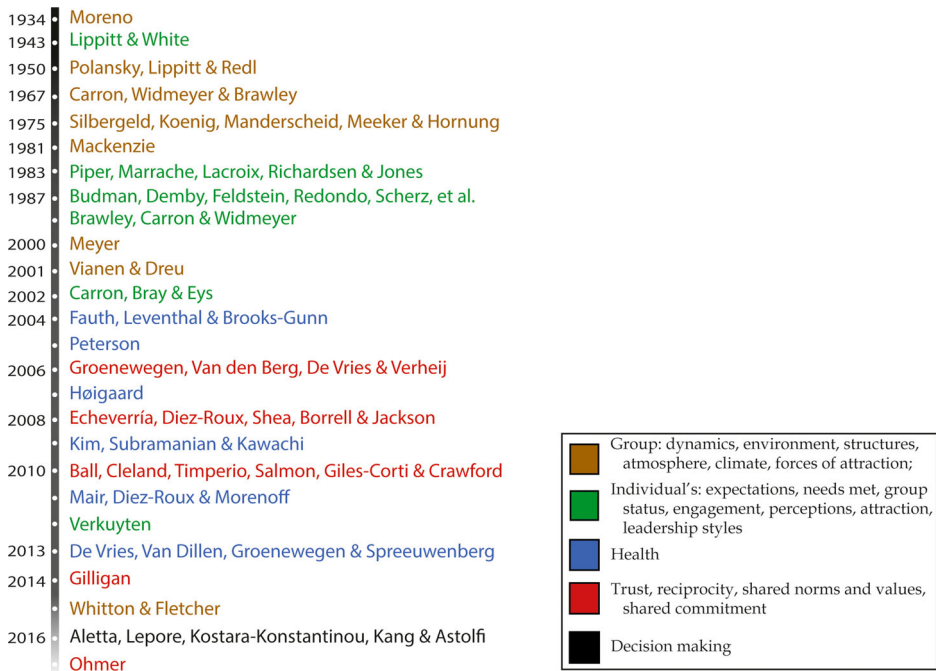 1934 Moreno
1943 Lippitt & White
1950 Polansky, Lippitt & Redl
1967 Carron, Widmeyer & Brawley
1975 Silbergeld, Koenig, Manderscheid, Meeker & Hornung
1981 Mackenzie
1983 Piper, Marrache, Lacroix, Richardsen & Jones
1987 Budman, Demby, Feldstein, Redondo, Scherz, et al.
Brawley, Carron & Widmeyer
2000 Meyer
2001 Vianen & Dreu
2002 Carron, Bray & Eys
2004 Fauth, Leventhal & Brooks-Gunn
Peterson
2006 Groenewegen, Van den Berg, De Vries & Verheij
Høigaard
2008 Echeverría, Diez-Roux, Shea, Borrell & Jackson
Kim, Subramanian & Kawachi
2010 Ball, Cleland, Timperio, Salmon, Giles-Corti & Crawford
Mair, Diez-Roux & Morenoff
Verkuyten
2013 De Vries, Van Dillen, Groenewegen & Spreeuwenberg
2014 Gilligan
Whitton & Fletcher
2016 Aletta, Lepore, Kostara-Konstantinou, Kang & Astolfi
Ohmer
Group: dynamics, environment, structures,
atmosphere, climate, forces of attraction;
Individual's: expectations, needs met, group
status, engagement, perceptions, attraction,
leadership styles
Health
Trust, reciprocity, shared norms and values,
shared commitment
Decision making